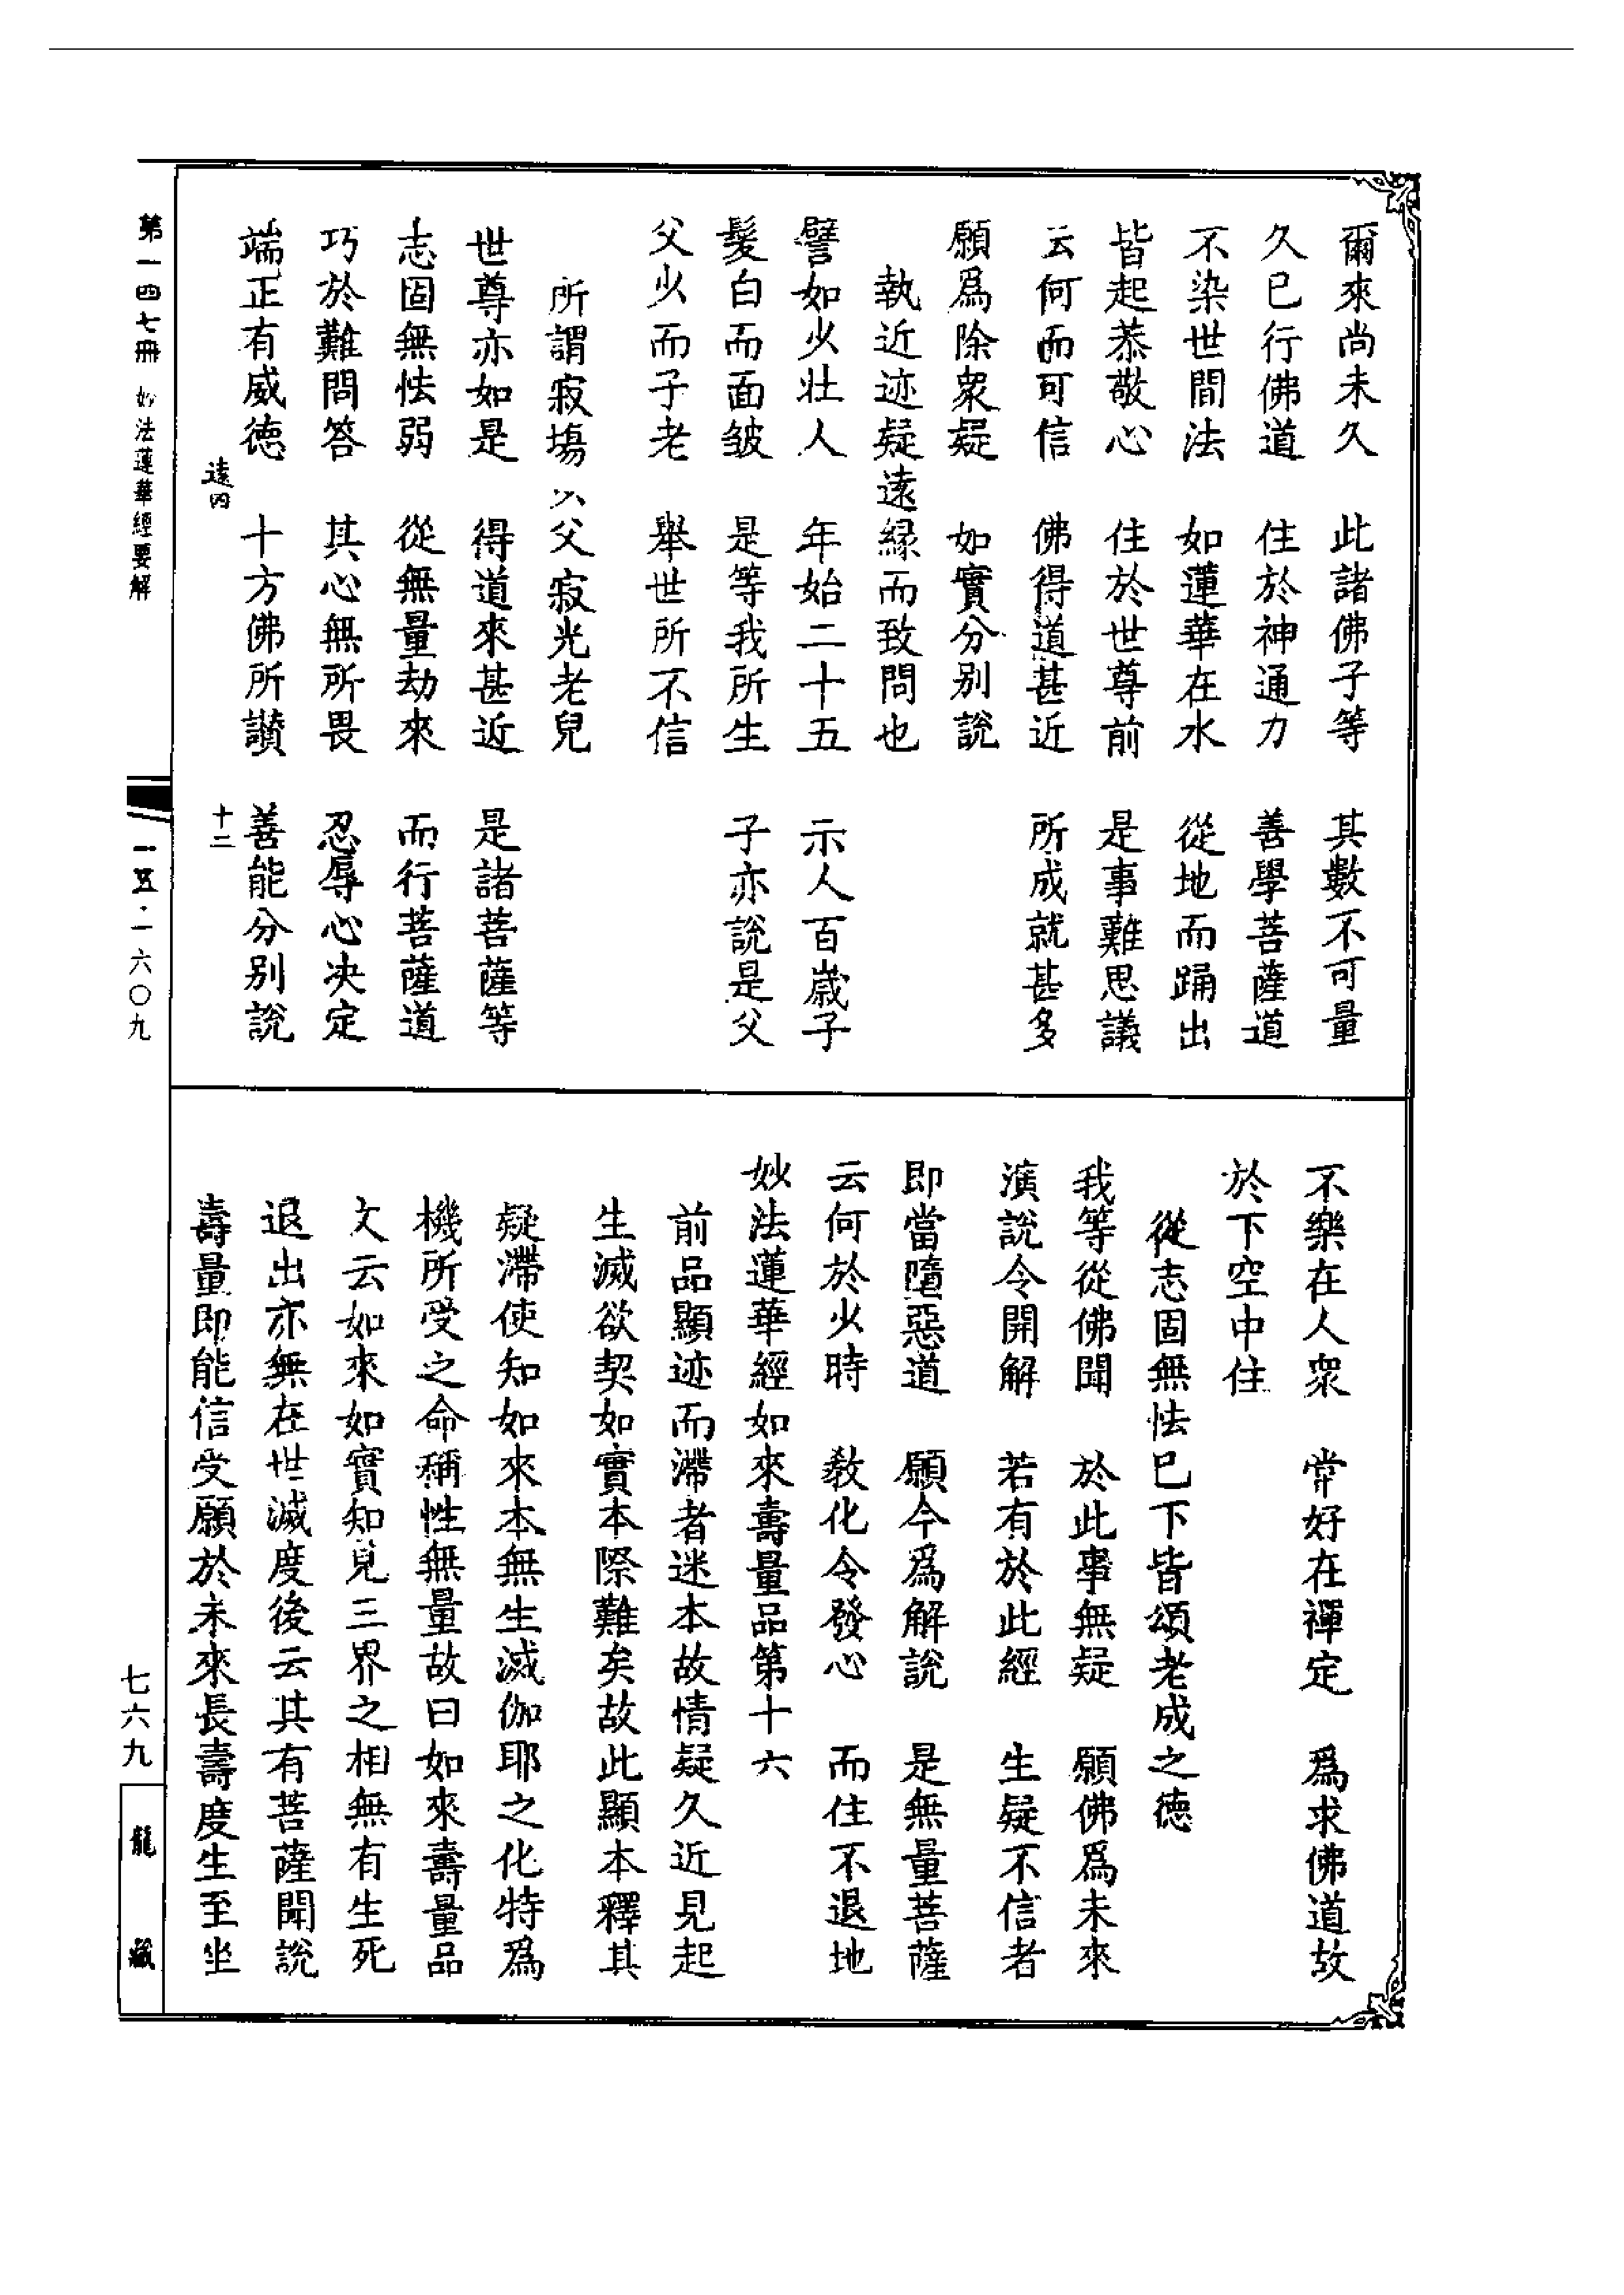 爾來尚未久　此諸佛子等　其數不可量
久已行佛道　住於神通力　善學菩薩道
不染世間法　如蓮華在水　從地而踊出
皆起恭敬心　住於世尊前　是事難思議
云何而可信　佛得道甚近　所成就甚多
願爲除衆疑　如實分别說
執近迹疑遠緣而致問也
譬如少壯人　年始二十五　示人百歲子
髮白而面皺　是等我所生　子亦說是父
父少而子老　舉世所不信
所謂寂場少父寂光老兒
世尊亦如是　得道來甚近　是諸菩薩等
志固無怯弱　從無量劫來　而行菩薩道
巧於難問答　其心無所畏　忍辱心决定
端正有威德　十方佛所讃　善能分别說
遠四　十二
不樂在人衆　常好在禪定　爲求佛道故
於下空中住
從志固無怯已下皆頌老成之德
我等從佛聞　於此事無疑　願佛爲未來
演說令開解　若有於此經　生疑不信者
即當墮惡道　願今爲解說　是無量菩薩
云何於少時　教化令發心　而住不退地
妙法蓮華經如來壽量品第十六
前品顯迹而滯者迷本故情疑久近見起
生滅欲契如實本際難矣故此顯本釋其
疑滯使知如來本無生滅伽耶之化特爲
機所受之命稱性無量故曰如來壽量品
文云如來如實知見三界之相無有生死
退出亦無在世滅度後云其有菩薩聞說
壽量即能信受願於未來長壽度生至坐
第一四七冊　妙法蓮華經要解
一五·一六〇九
七六九
龍藏